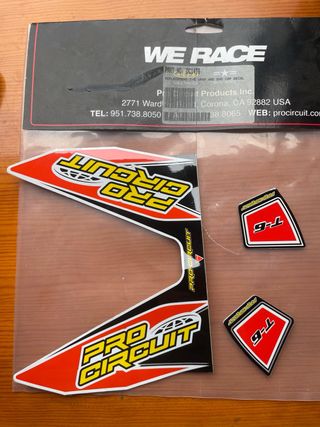 WE RACE
Pro Circuit Products Inc.
2771 Ward Corona, CA 92882 USA
TEL: 951.738.8050 8065 WEB: procircuit.com
PRO
CIRCUIT
PRO CIRCUIT
PRO
CIRCUIT
T-6
T-6